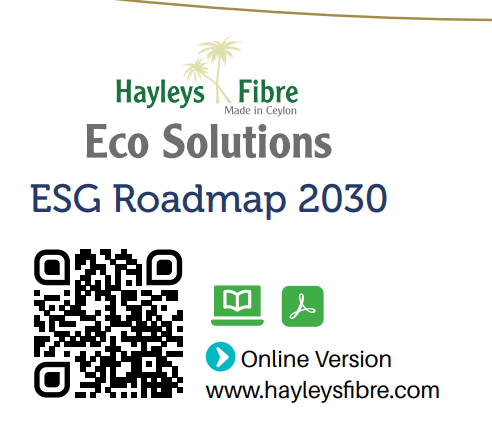 Hayleys Fibre
Made in Ceylon
Eco Solutions
ESG Roadmap 2030
Online Version
www.hayleysfibre.com